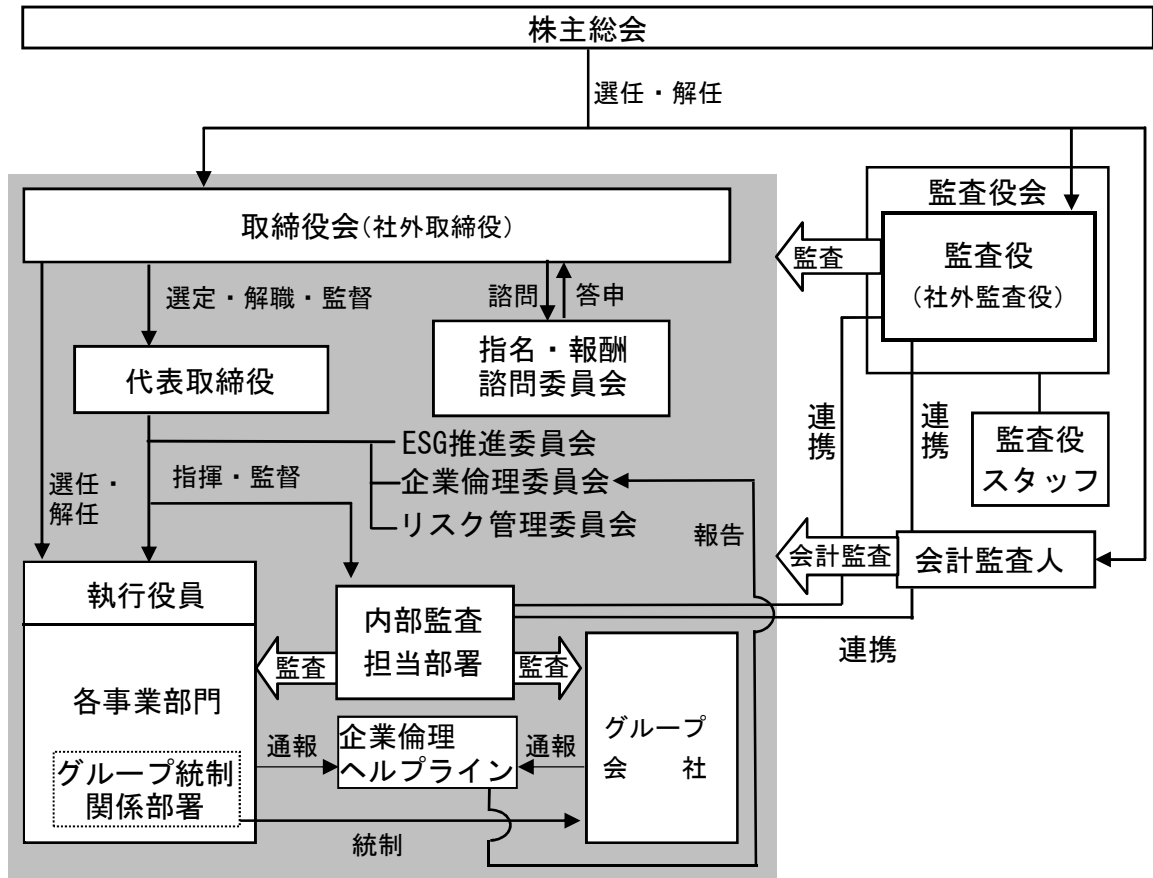 株主総会
選任・解任
取締役会(社外取締役)
監査役会
監査役
(社外監査役)
監査
選定・解職・監督
諮問
答申
代表取締役
指名・報酬
諮問委員会
連携
連携
監査役
スタッフ
ESG推進委員会
企業倫理委員会
リスク管理委員会
指揮・監督
選任・
解任
報告
会計監査
会計監査人
執行役員
内部監査
担当部署
監査
監査
連携
各事業部門
グループ
会　　社
通報
企業倫理
ヘルプライン
通報
グループ統制
関係部署
統制